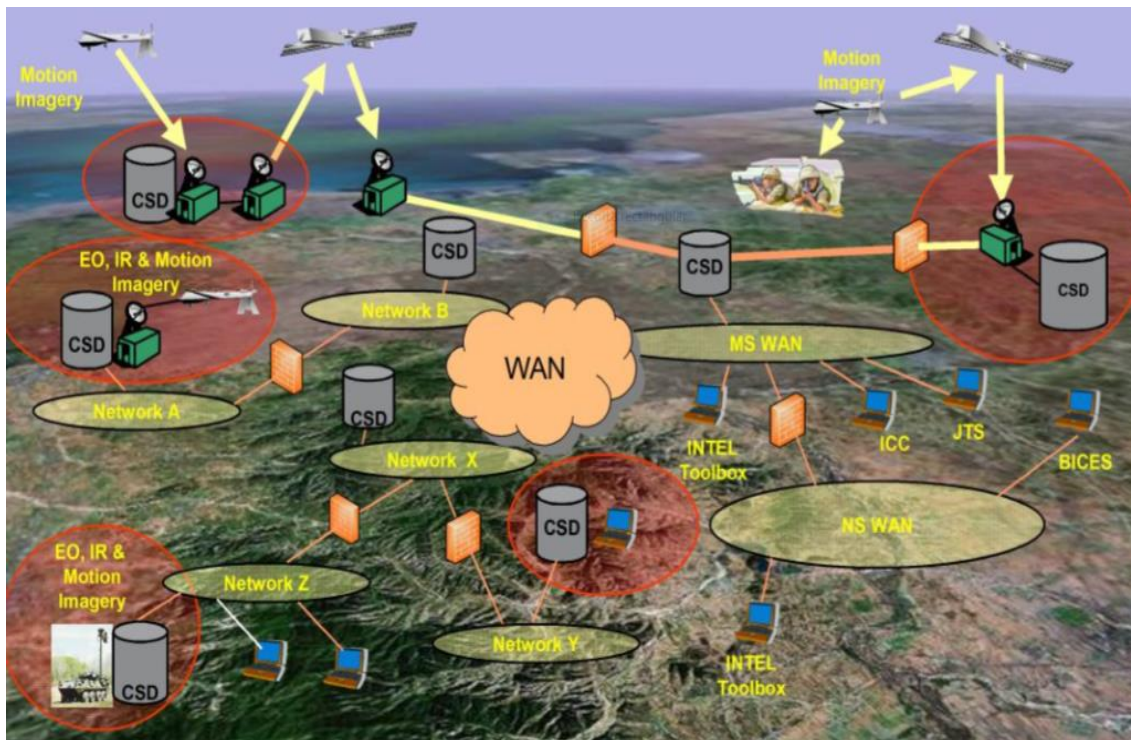 Motion
Imagery
Motion
Imagery
CSD
CSD
EO, IR & Motion
Imagery
CSD
CSD
CSD
Network B
WAN
MS WAN
Network A
CSD
INTEL
Toolbox
ICC
JTS
BICES
Network X
CSD
NS WAN
EO, IR &
Motion
Imagery
Network Z
CSD
Network Y
INTEL
Toolbox